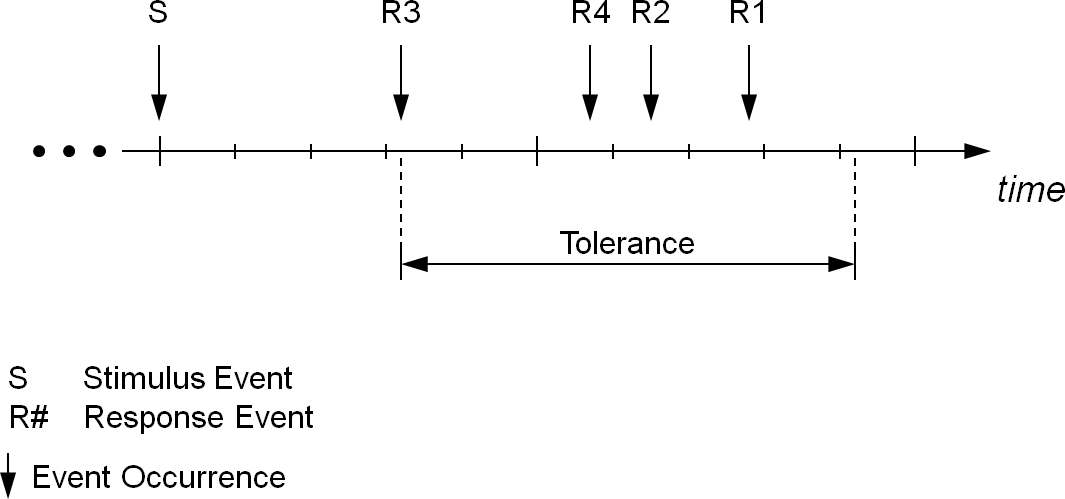 S R3 R4 R2 R1
time
Tolerance
S Stimulus Event
R# Response Event
Event Occurrence